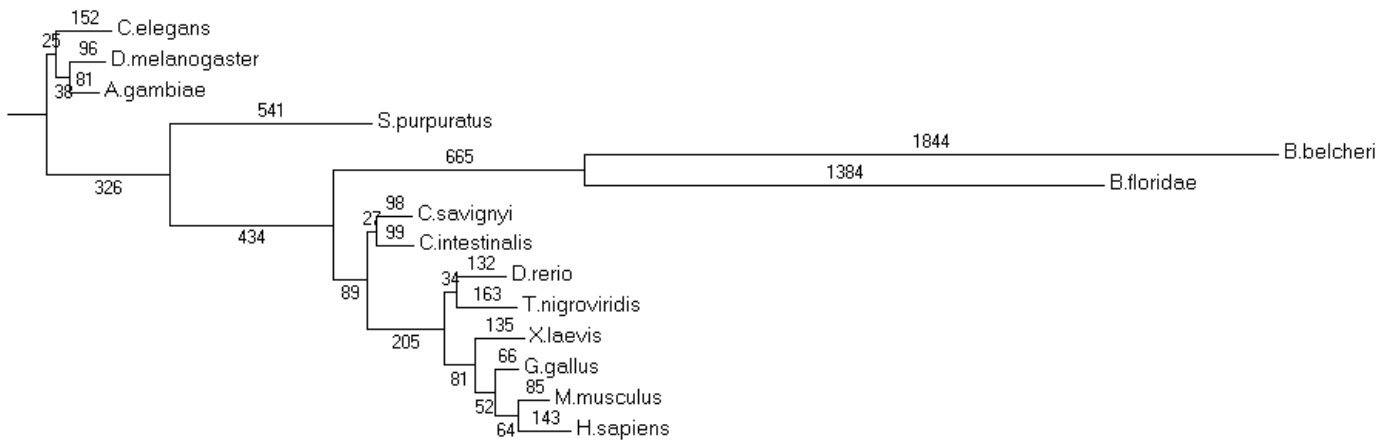 152 C.elegans
25
96 D.melanogaster
81 A.gambiae
38
541 S.purpuratus
1844 B.belcheri
665
1384 B.floridae
326
98 C.savignyi
27
99 C.intestinalis
434
132 D.rerio
34
89
163 T.nigroviridis
135 X.laevis
205
66 G.gallus
81
85 M.musculus
52
143 H.sapiens
64